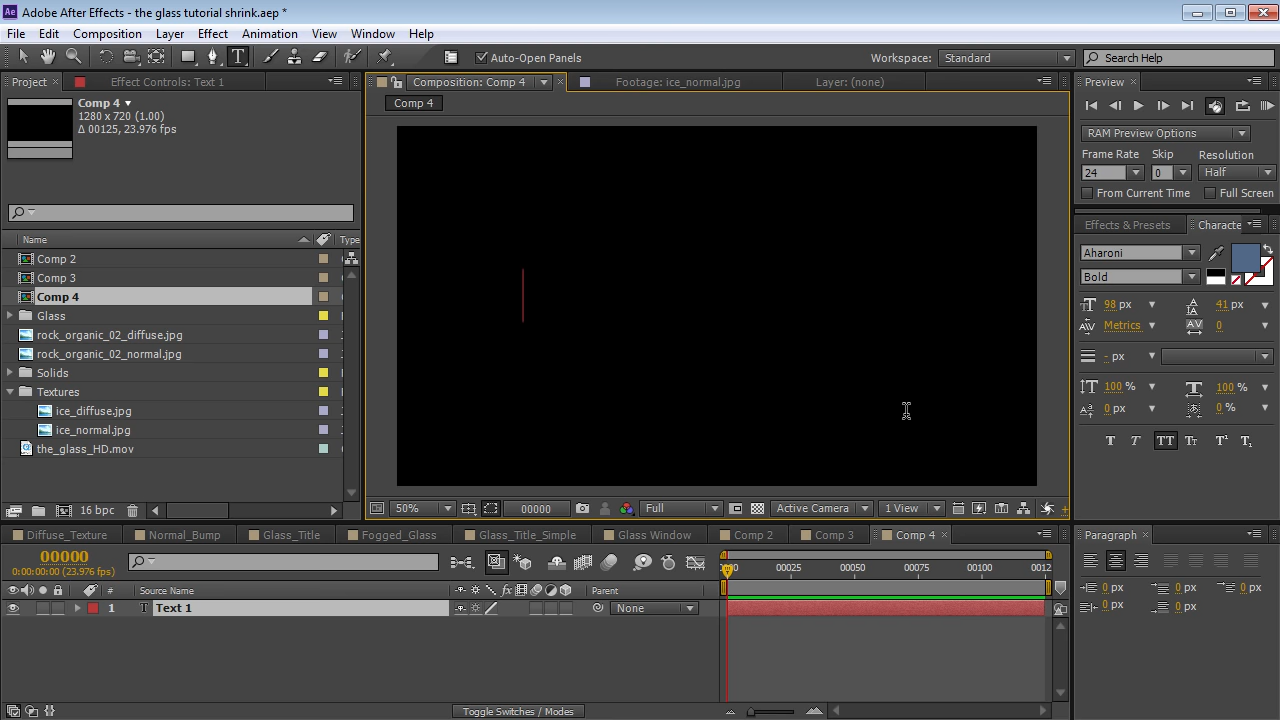 Adobe After Effects - the glass tutorial shrink.aep *
File Edit Composition Layer Effect Animation View Window Help
Auto-Open Panels
Workspace: Standard
Search Help
Project
Effect Controls: Text 1
Composition: Comp 4
Footage: ice_normal.jpg
Layer: (none)
Preview
Comp 4
1280 x 720 (1.00)
Δ 00125, 23.976 fps
Comp 4
RAM Preview Options
Frame Rate Skip Resolution
24 0 Half
From Current Time Full Screen
Effects & Presets Characte
Aharoni
Bold
98 px 41 px
Metrics 0
- px
100 % 100 %
0 px 0 %
T T TT Tt T¹ T₁
Name Type
Comp 2
Comp 3
Comp 4
Glass
rock_organic_02_diffuse.jpg
rock_organic_02_normal.jpg
Solids
Textures
ice_diffuse.jpg
ice_normal.jpg
the_glass_HD.mov
16 bpc
50% 00000 Full Active Camera 1 View
Diffuse_Texture Normal_Bump Glass_Title Fogged_Glass Glass_Title_Simple Glass Window Comp 2 Comp 3 Comp 4
Paragraph
00000
0:00:00:00 (23.976 fps)
00025 00050 00075 00100 0012
# Source Name Parent
1 T Text 1 None
0 px 0 px 0 px
0 px 0 px
Toggle Switches / Modes